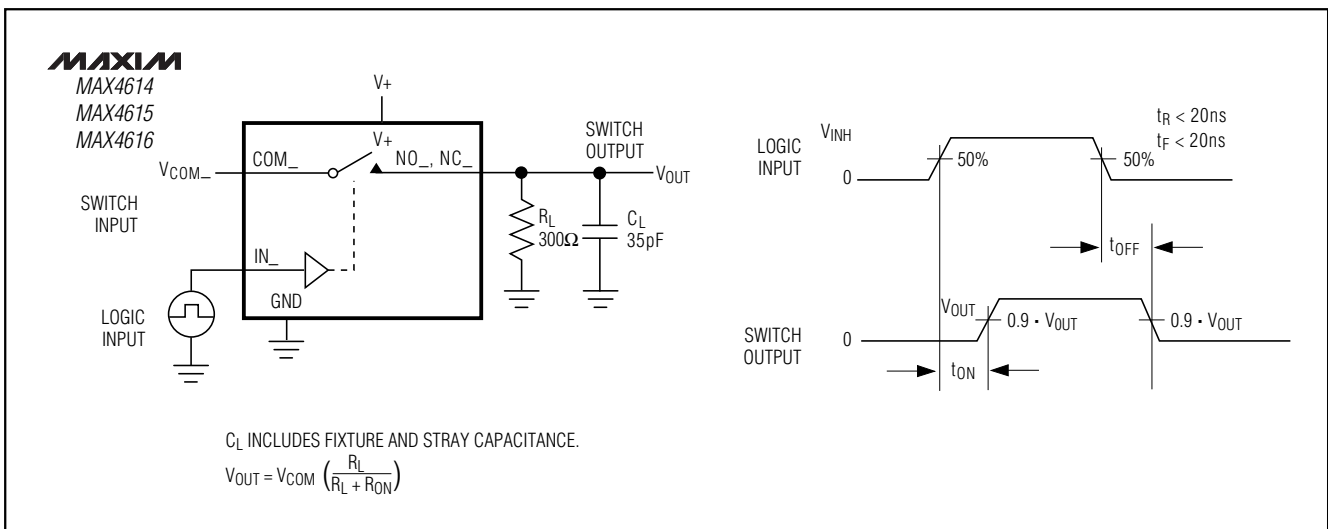 MAXIM
MAX4614
MAX4615
MAX4616
V+
V+
COM_
NO_, NC_
VCOM_
SWITCH
INPUT
SWITCH
OUTPUT
VOUT
RL
300Ω
CL
35pF
IN_
GND
LOGIC
INPUT
CL INCLUDES FIXTURE AND STRAY CAPACITANCE.
VOUT = VCOM (RL / RL + RON)
tR < 20ns
tF < 20ns
LOGIC
INPUT
VINH
0
50%
50%
tOFF
SWITCH
OUTPUT
VOUT
0
0.9 · VOUT
0.9 · VOUT
tON